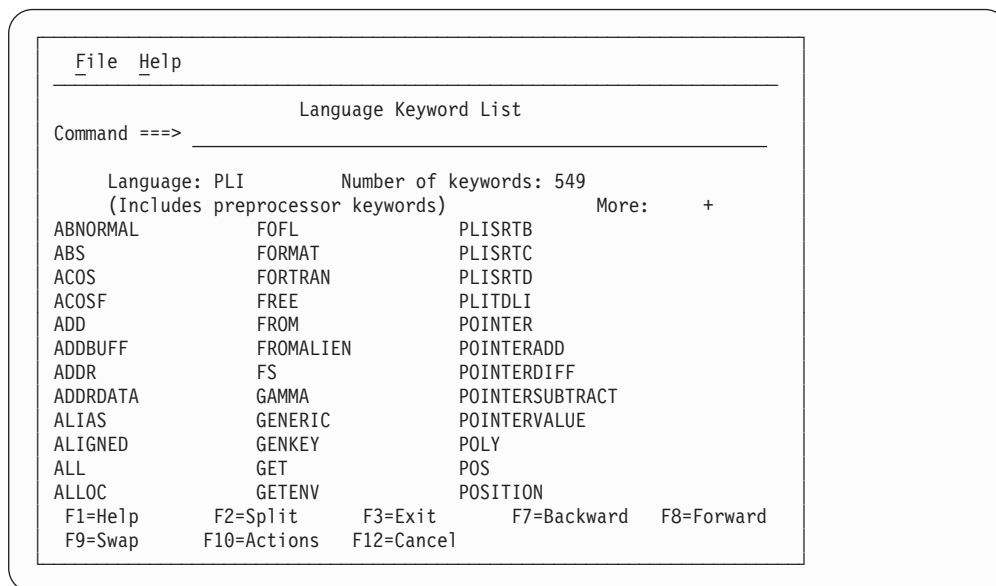 File  Help
Language Keyword List
Command ===>
Language: PLI         Number of keywords: 549
(Includes preprocessor keywords)              More:     +
ABNORMAL           FOFL               PLISRTB
ABS                FORMAT             PLISRTC
ACOS               FORTRAN            PLISRTD
ACOSF              FREE               PLITDLI
ADD                FROM               POINTER
ADDBUFF            FROMALIEN          POINTERADD
ADDR               FS                 POINTERDIFF
ADDRDATA           GAMMA              POINTERSUBTRACT
ALIAS              GENERIC            POINTERVALUE
ALIGNED            GENKEY             POLY
ALL                GET                POS
ALLOC              GETENV             POSITION
F1=Help       F2=Split      F3=Exit       F7=Backward   F8=Forward
F9=Swap      F10=Actions   F12=Cancel